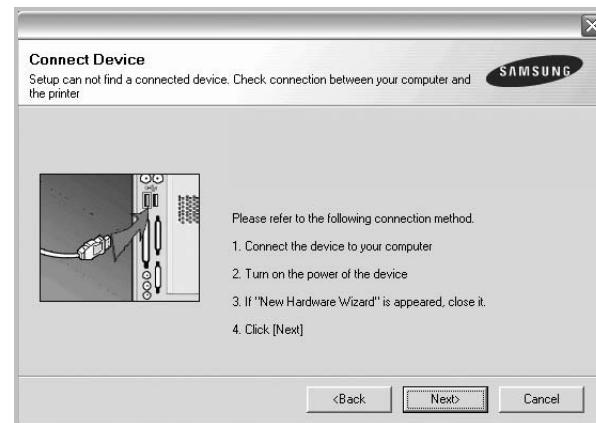 Connect Device
Setup can not find a connected device. Check connection between your computer and
the printer
SAMSUNG
Please refer to the following connection method.
1. Connect the device to your computer
2. Turn on the power of the device
3. If "New Hardware Wizard" is appeared, close it.
4. Click [Next]
<Back
Next>
Cancel